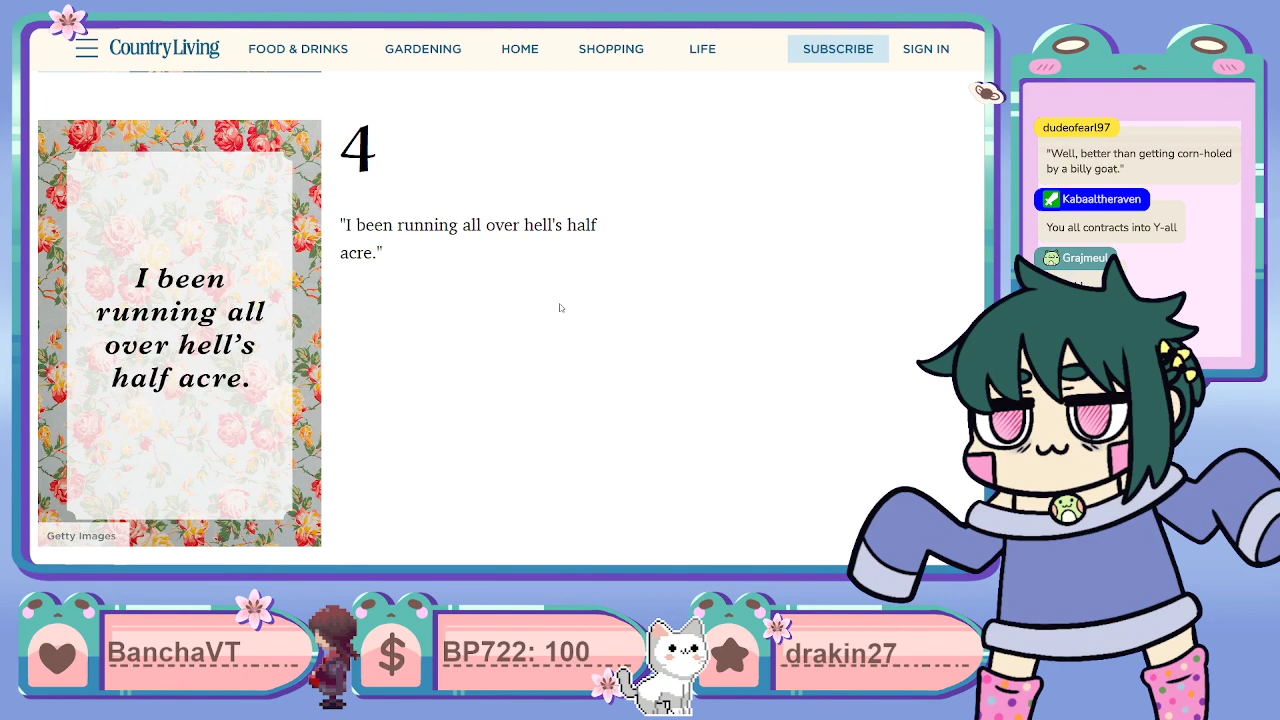 Country Living
FOOD & DRINKS
GARDENING
HOME
SHOPPING
LIFE
SUBSCRIBE
SIGN IN
I been
running all
over hell's
half acre.
Getty Images
4
"I been running all over hell's half
acre."
dudeofearl97
"Well, better than getting corn-holed
by a billy goat."
Kabaaltheraven
You all contracts into Y-all
BanchaVT
BP722: 100
drakin27